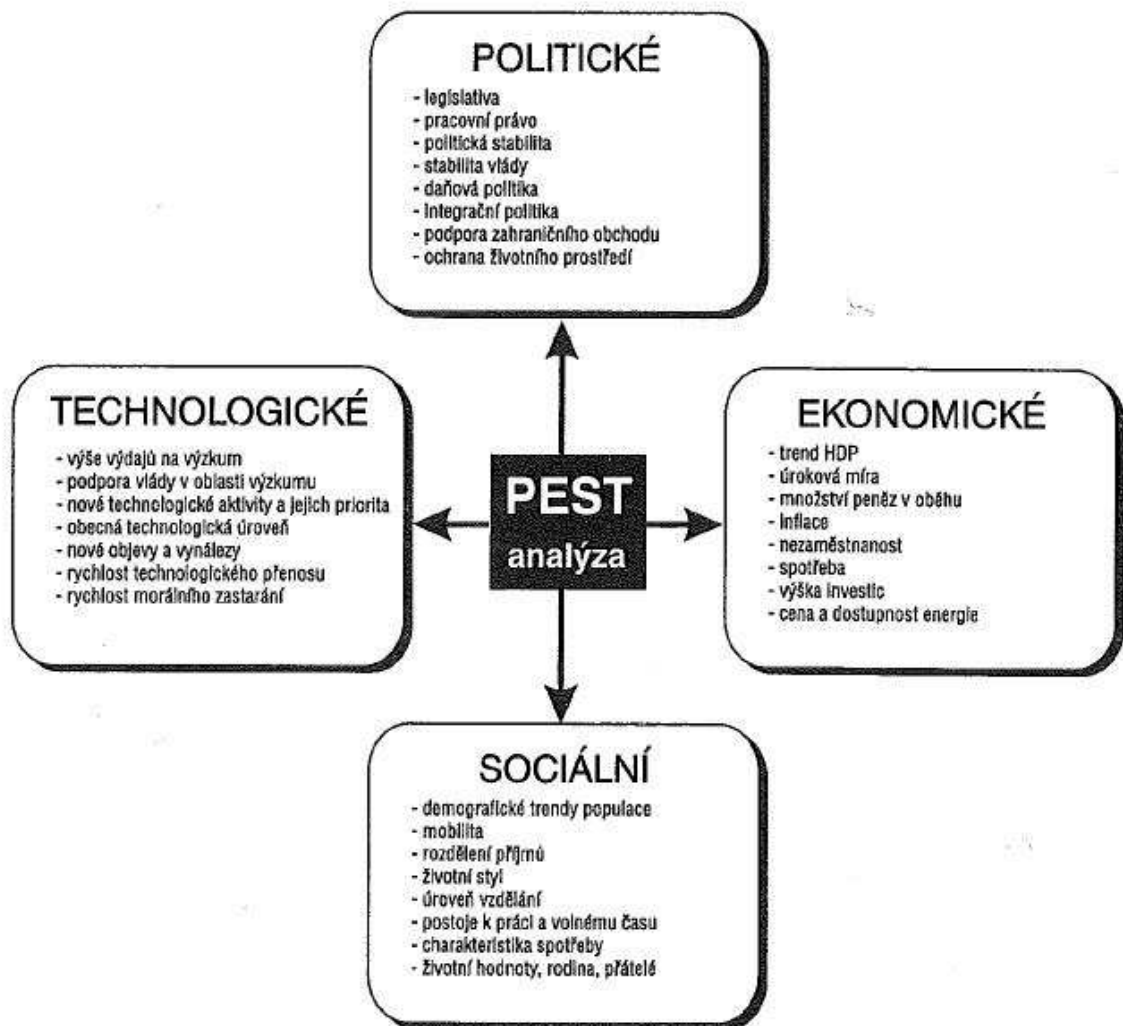 POLITICKÉ
- legislativa
- pracovní právo
- politická stabilita
- stabilita vlády
- daňová politika
- integrační politika
- podpora zahraničního obchodu
- ochrana životního prostředí
TECHNOLOGICKÉ
- výše výdajů na výzkum
- podpora vlády v oblasti výzkumu
- nové technologické aktivity a jejich priorita
- obecná technologická úroveň
- nové objevy a vynálezy
- rychlost technologického přenosu
- rychlost morálního zastarání
PEST
analýza
EKONOMICKÉ
- trend HDP
- úroková míra
- množství peněz v oběhu
- inflace
- nezaměstnanost
- spotřeba
- výška investic
- cena a dostupnost energie
SOCIÁLNÍ
- demografické trendy populace
- mobilita
- rozdělení příjmů
- životní styl
- úroveň vzdělání
- postoje k práci a volnému času
- charakteristika spotřeby
- životní hodnoty, rodina, přátelé